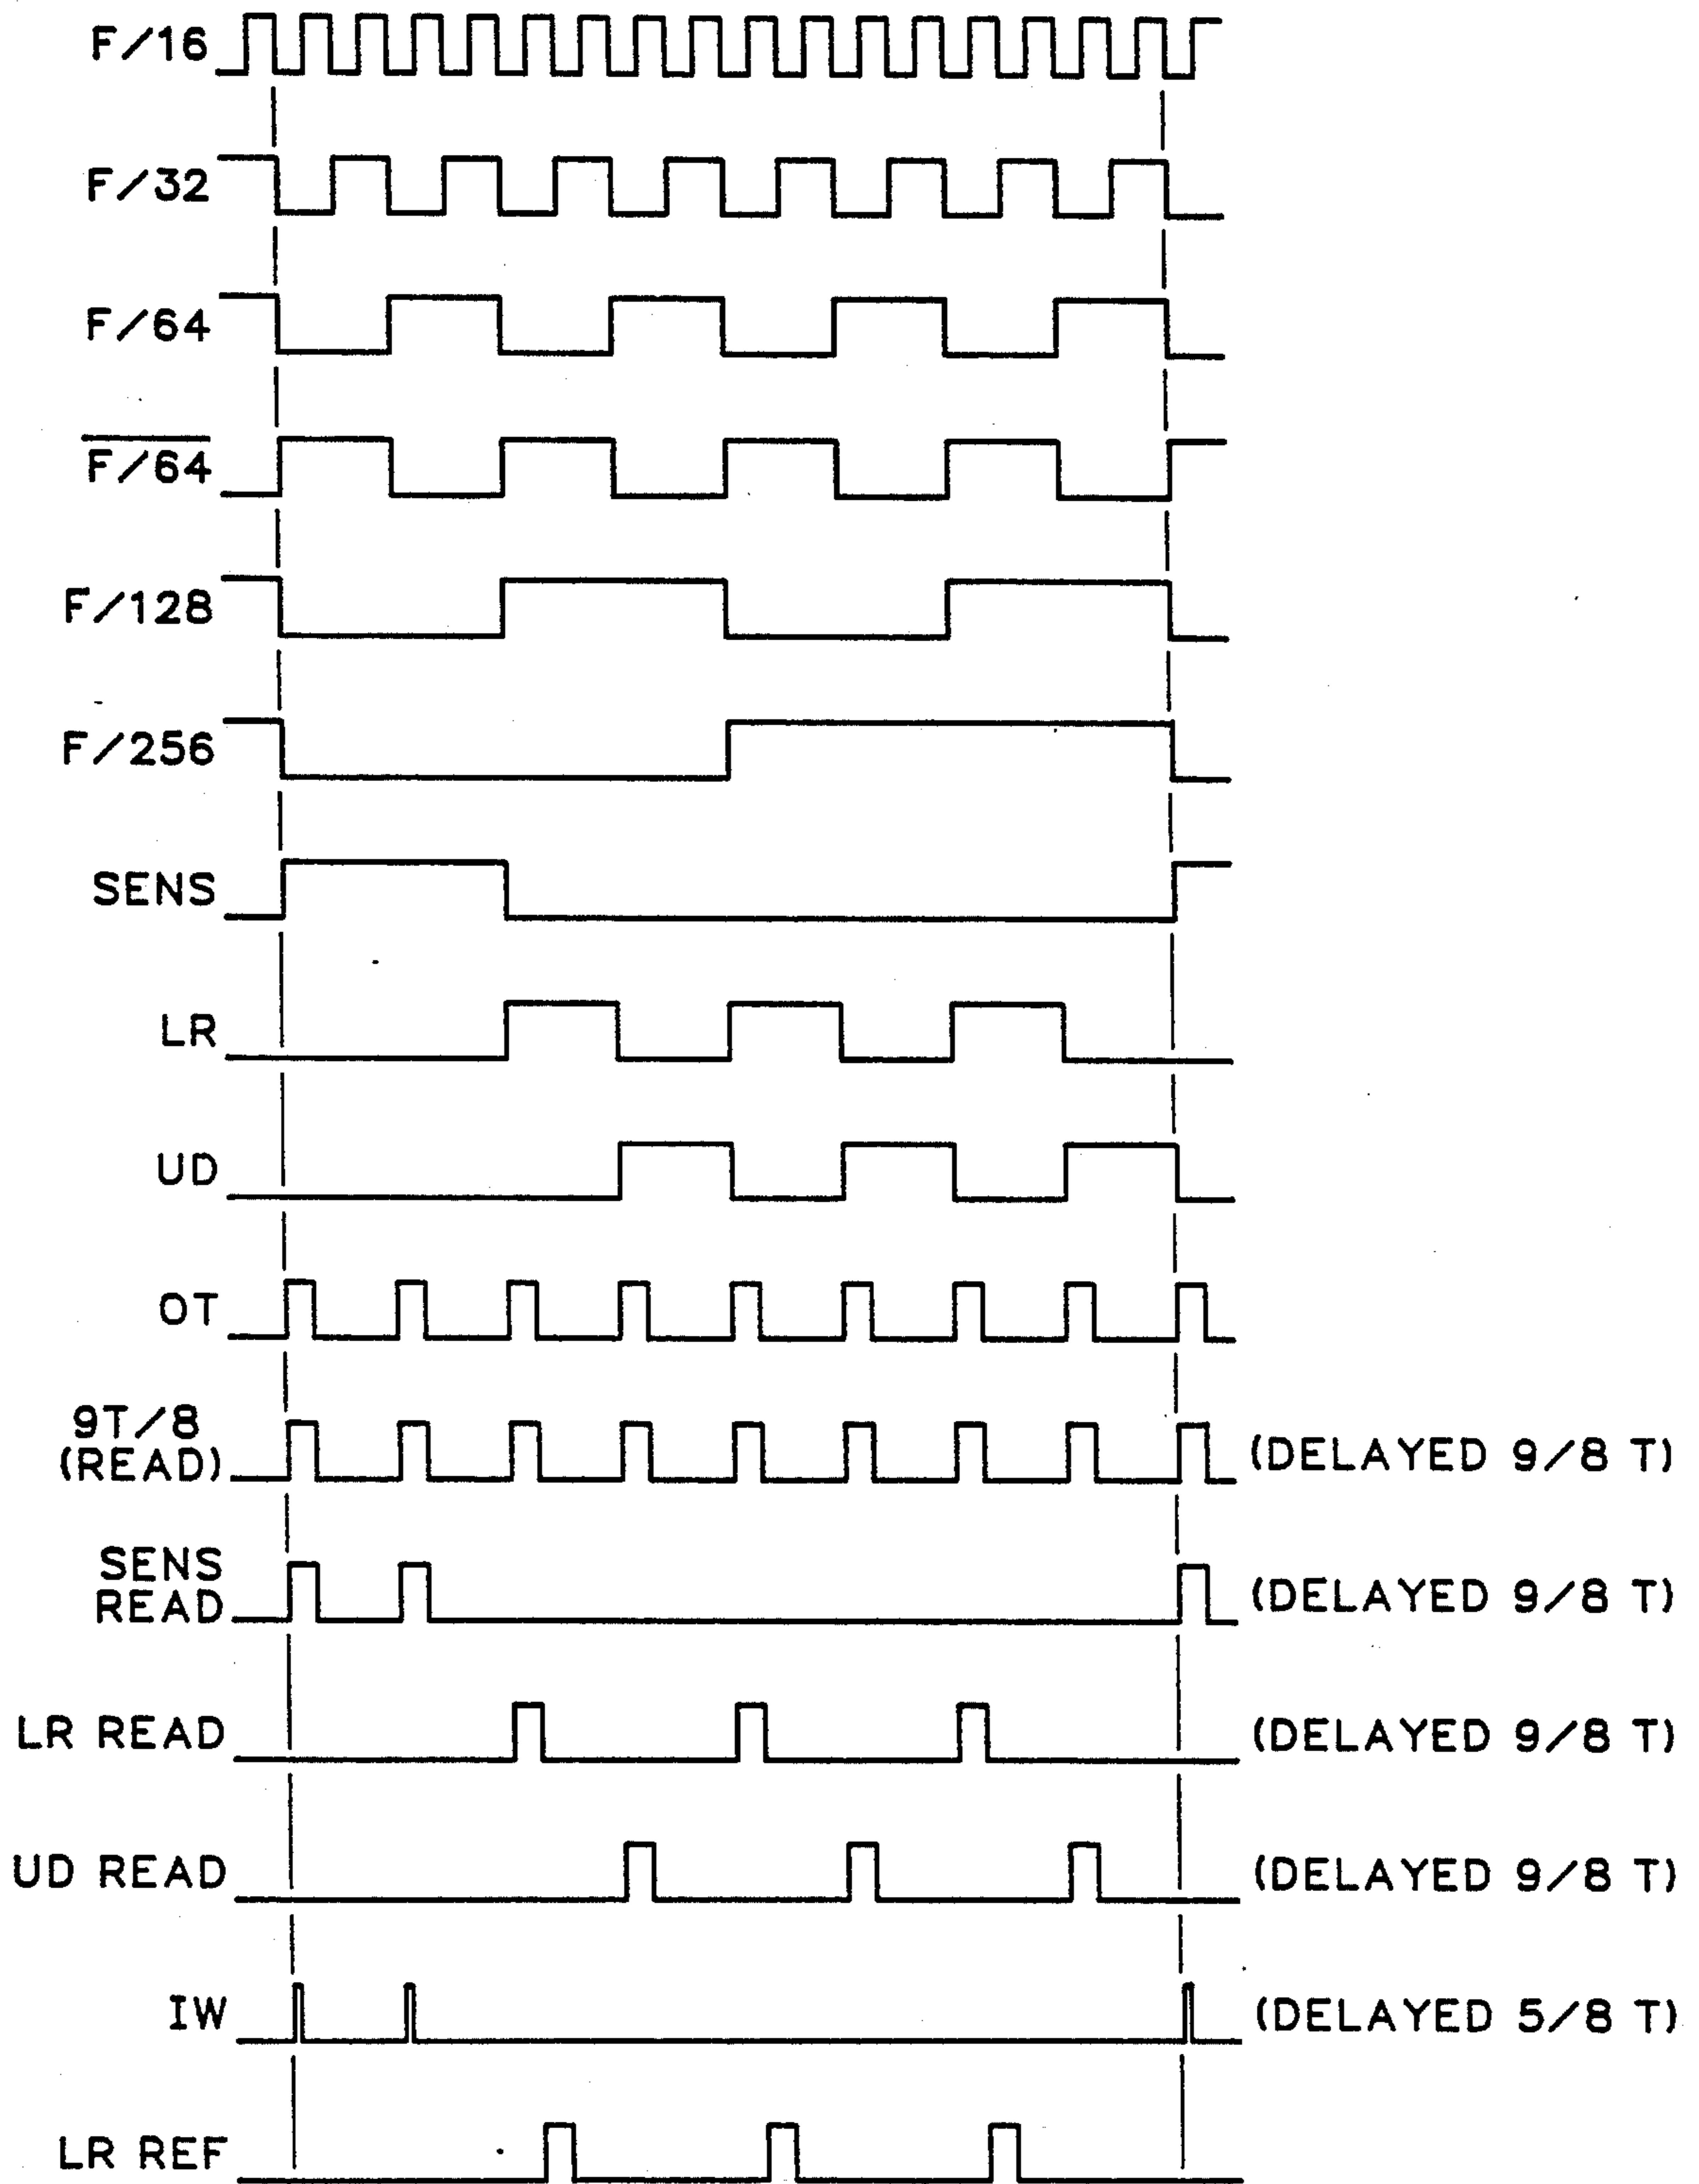 F/16
F/32
F/64
F/64
F/128
F/256
SENS
LR
UD
OT
9T/8
(READ)
(DELAYED 9/8 T)
SENS
READ
(DELAYED 9/8 T)
LR READ
(DELAYED 9/8 T)
UD READ
(DELAYED 9/8 T)
IW
(DELAYED 5/8 T)
LR REF